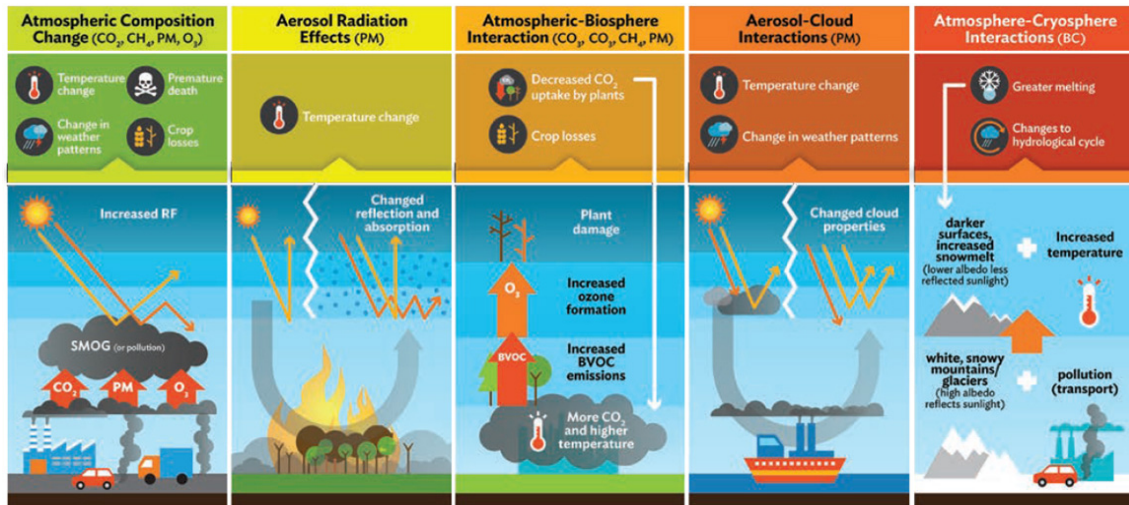 Atmospheric Composition
Change (CO₂, CH₄, PM, O₃)
Temperature
change
Premature
death
Change in
weather
patterns
Crop
losses
Increased RF
SMOG (or pollution)
CO₂
PM
O₃
Aerosol Radiation
Effects (PM)
Temperature change
Changed
reflection and
absorption
Atmospheric-Biosphere
Interaction (CO₃, CO₃, CH₄, PM)
Decreased CO₂
uptake by plants
Crop losses
Plant
damage
O₃
Increased
ozone
formation
BVOC
Increased
BVOC
emissions
More CO₂
and higher
temperature
Aerosol-Cloud
Interactions (PM)
Temperature change
Change in weather patterns
Changed cloud
properties
Atmosphere-Cryosphere
Interactions (BC)
Greater melting
Changes to
hydrological cycle
darker
surfaces,
increased
snowmelt
(lower albedo less
reflected sunlight)
Increased
temperature
white, snowy
mountains/
glaciers
(high albedo
reflects sunlight)
pollution
(transport)